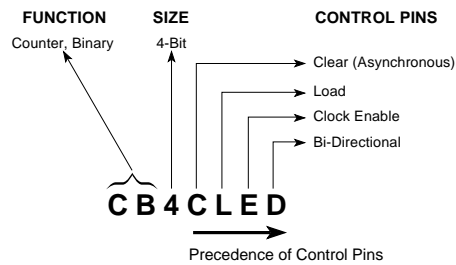 FUNCTION SIZE CONTROL PINS
Counter, Binary 4-Bit
Clear (Asynchronous)
Load
Clock Enable
Bi-Directional
C B 4 C L E D
Precedence of Control Pins